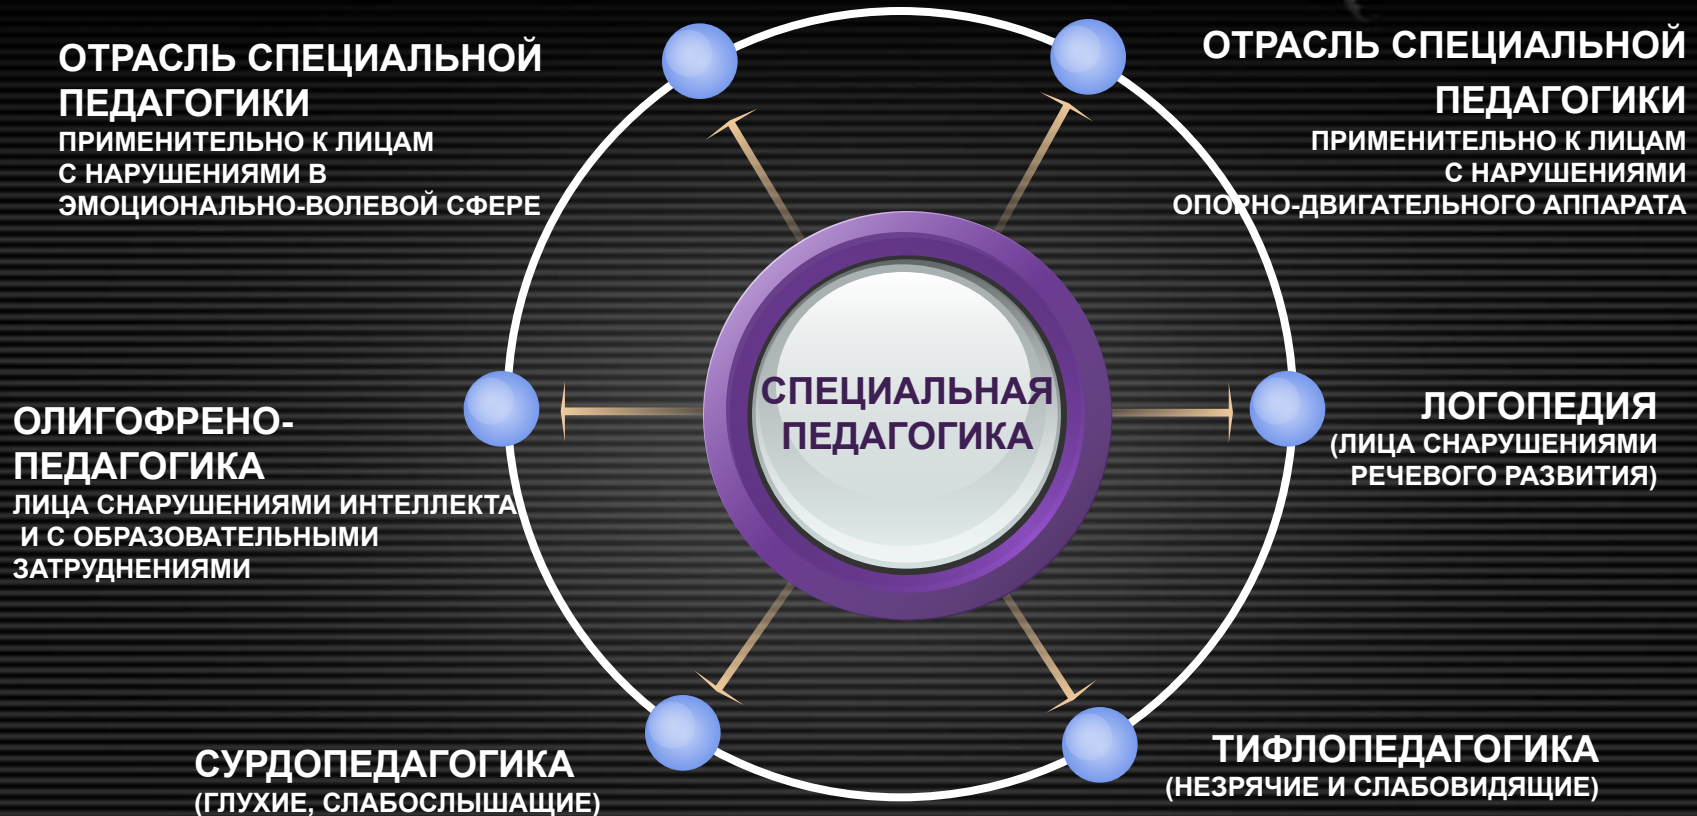 ОТРАСЛЬ СПЕЦИАЛЬНОЙ
ПЕДАГОГИКИ
ПРИМЕНИТЕЛЬНО К ЛИЦАМ
С НАРУШЕНИЯМИ В
ЭМОЦИОНАЛЬНО-ВОЛЕВОЙ СФЕРЕ
ОТРАСЛЬ СПЕЦИАЛЬНОЙ
ПЕДАГОГИКИ
ПРИМЕНИТЕЛЬНО К ЛИЦАМ
С НАРУШЕНИЯМИ
ОПОРНО-ДВИГАТЕЛЬНОГО АППАРАТА
СПЕЦИАЛЬНАЯ
ПЕДАГОГИКА
ОЛИГОФРЕНО-
ПЕДАГОГИКА
ЛИЦА СНАРУШЕНИЯМИ ИНТЕЛЛЕКТА
И С ОБРАЗОВАТЕЛЬНЫМИ
ЗАТРУДНЕНИЯМИ
ЛОГОПЕДИЯ
(ЛИЦА СНАРУШЕНИЯМИ
РЕЧЕВОГО РАЗВИТИЯ)
СУРДОПЕДАГОГИКА
(ГЛУХИЕ, СЛАБОСЛЫШАЩИЕ)
ТИФЛОПЕДАГОГИКА
(НЕЗРЯЧИЕ И СЛАБОВИДЯЩИЕ)